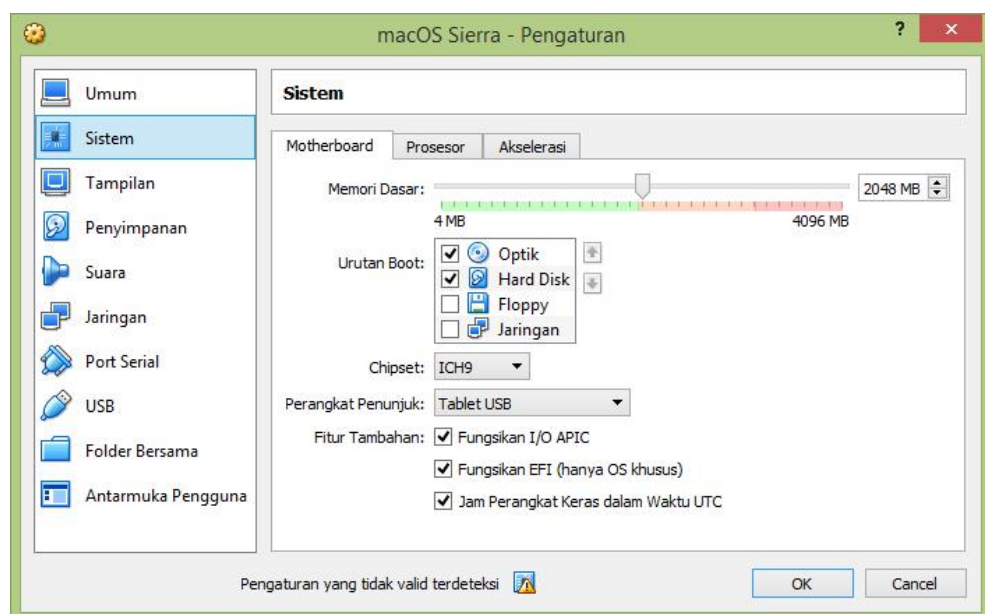 macOS Sierra - Pengaturan
?
Umum
Sistem
Tampilan
Penyimpanan
Suara
Jaringan
Port Serial
USB
Folder Bersama
Antarmuka Pengguna
Sistem
Motherboard Prosesor Akselerasi
Memori Dasar: 2048 MB
4 MB 4096 MB
Urutan Boot: Optik
Hard Disk
Floppy
Jaringan
Chipset: ICH9
Perangkat Penunjuk: Tablet USB
Fitur Tambahan: Fungsikan I/O APIC
Fungsikan EFI (hanya OS khusus)
Jam Perangkat Keras dalam Waktu UTC
Pengaturan yang tidak valid terdeteksi OK Cancel